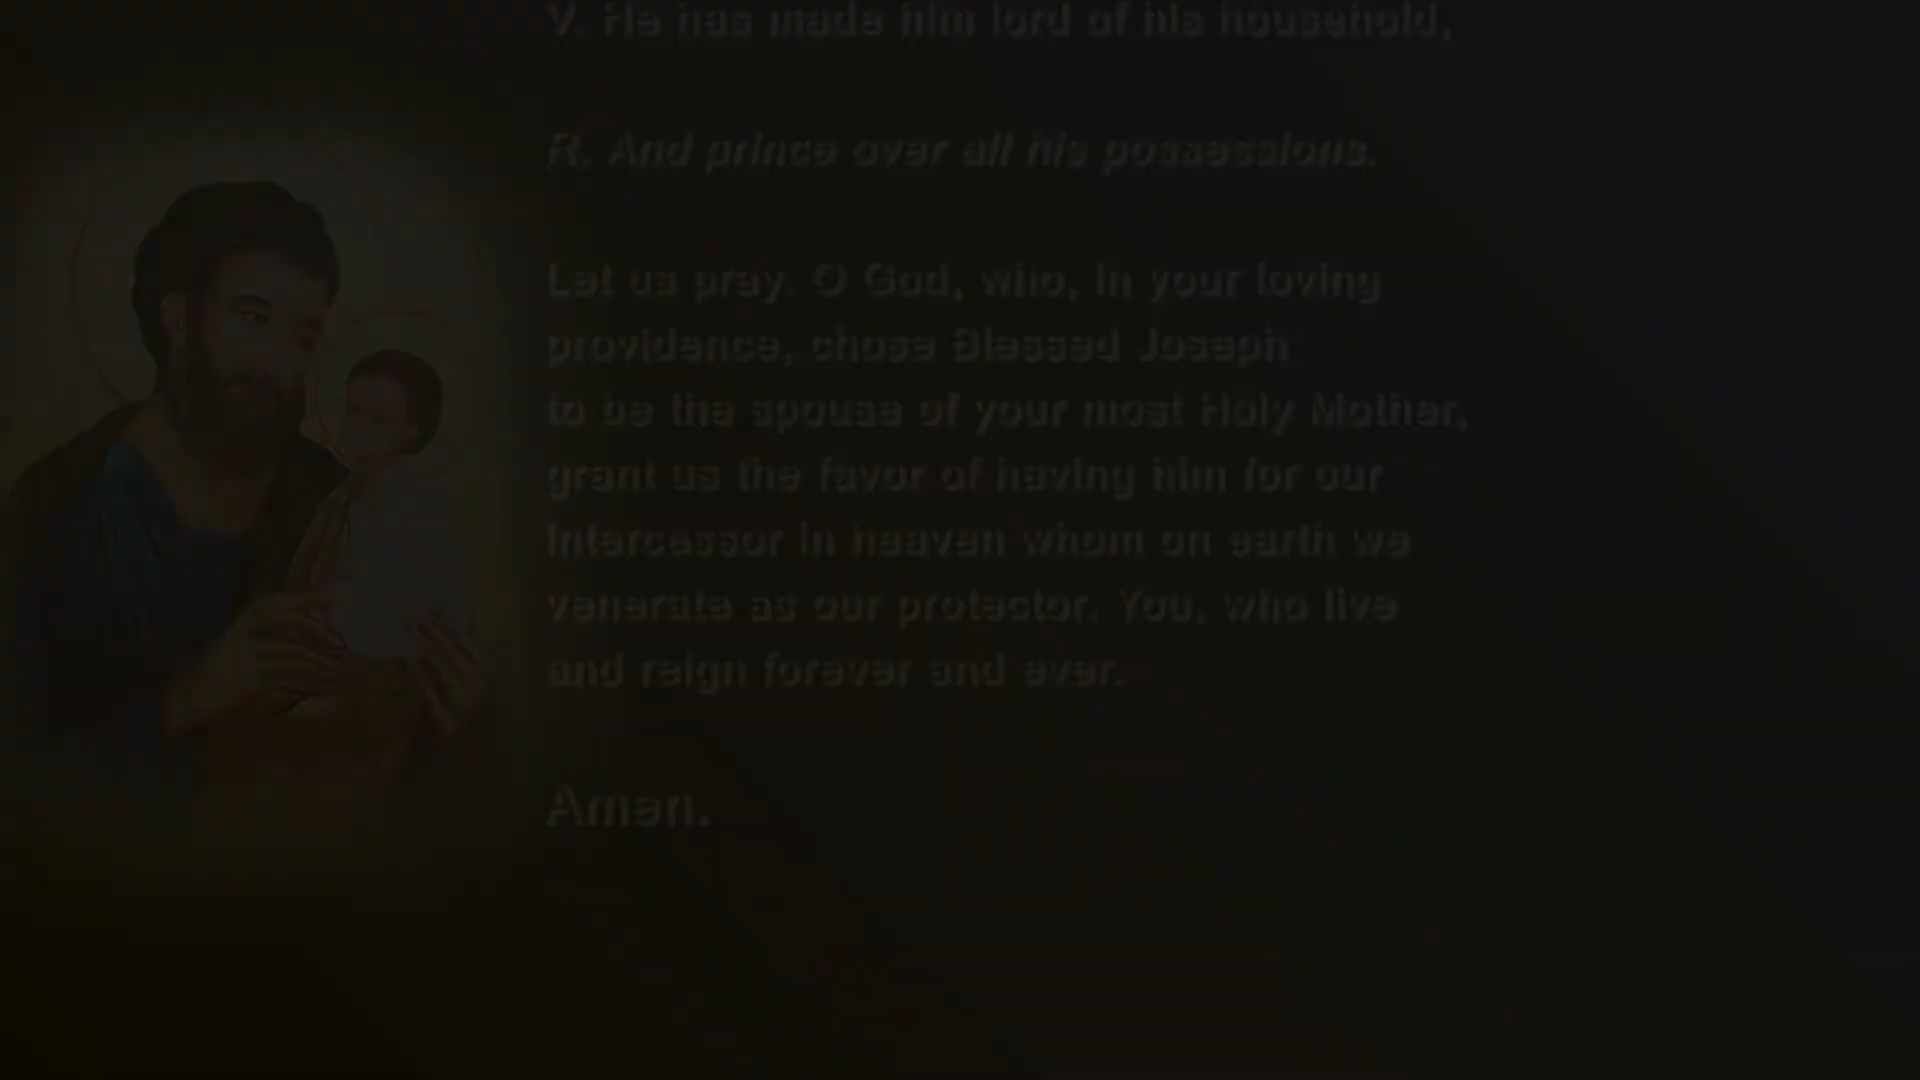 V. He has made him lord of his household,
R. And prince over all his possessions.
Let us pray. O God, who, in your loving
providence, chose Blessed Joseph
to be the spouse of your most Holy Mother,
grant us the favor of having him for our
intercessor in heaven whom on earth we
venerate as our protector. You, who live
and reign forever and ever.
Amen.